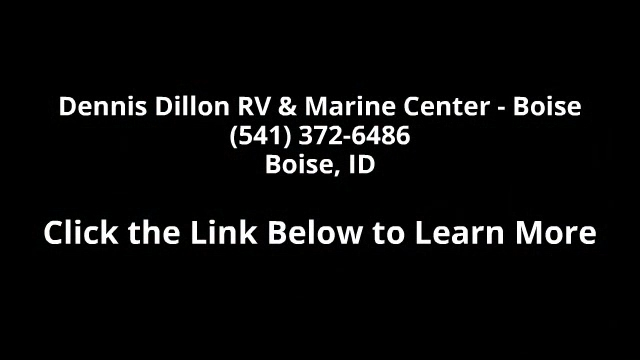 Dennis Dillon RV & Marine Center - Boise
(541) 372-6486
Boise, ID
Click the Link Below to Learn More